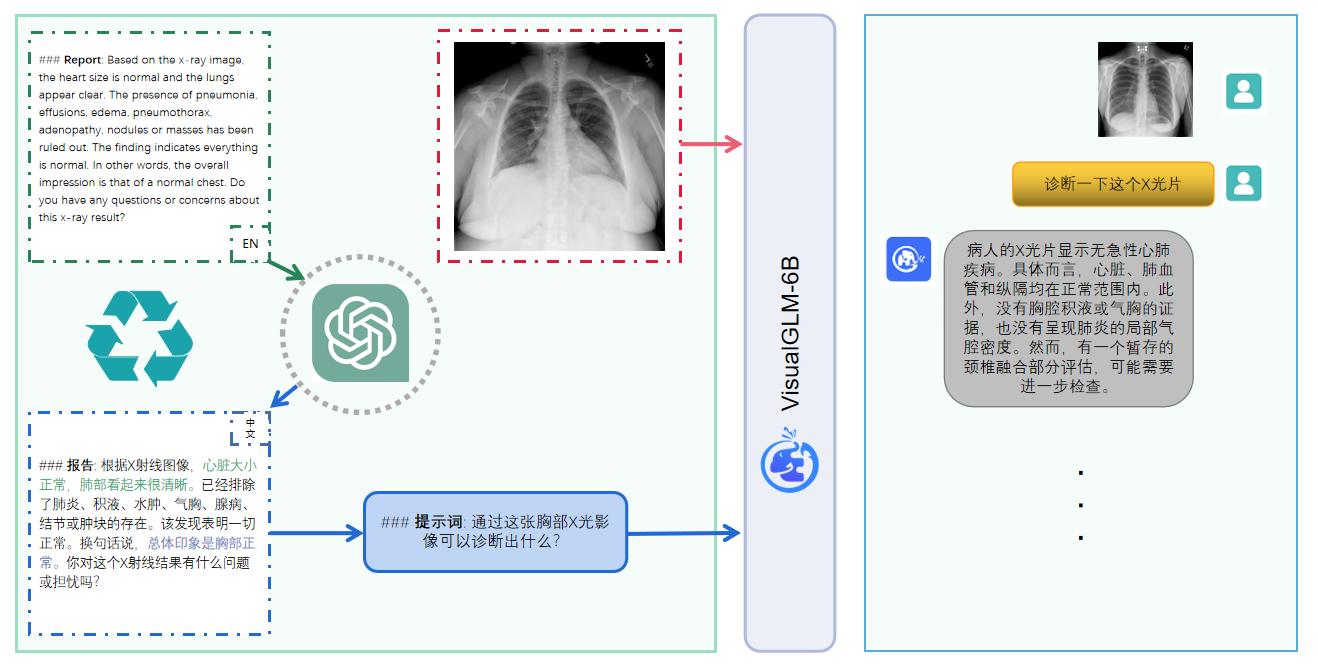 ### Report: Based on the x-ray image,
the heart size is normal and the lungs
appear clear. The presence of pneumonia,
effusions, edema, pneumothorax,
adenopathy, nodules or masses has been
ruled out. The finding indicates everything
is normal. In other words, the overall
impression is that of a normal chest. Do
you have any questions or concerns about
this x-ray result?
EN
中
文
### 报告: 根据X射线图像，心脏大小
正常，肺部看起来很清晰。已经排除
了肺炎、积液、水肿、气胸、腺病、
结节或肿块的存在。该发现表明一切
正常。换句话说，总体印象是胸部正
常。你对这个X射线结果有什么问题
或担忧吗?
### 提示词: 通过这张胸部X光影
像可以诊断出什么?
VisualGLM-6B
诊断一下这个X光片
病人的X光片显示无急性心肺
疾病。具体而言，心脏、肺血
管和纵隔均在正常范围内。此
外，没有胸腔积液或气胸的证
据，也没有呈现肺炎的局部气
腔密度。然而，有一个暂存的
颈椎融合部分评估，可能需要
进一步检查。